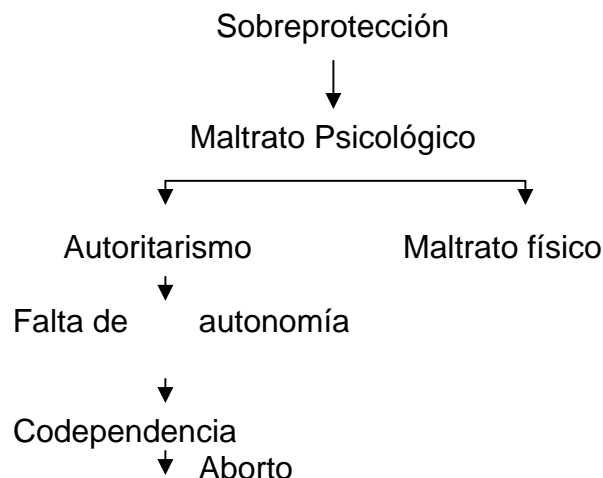 Sobreprotección
Maltrato Psicológico
Autoritarismo Maltrato físico
Falta de autonomía
Codependencia
Aborto